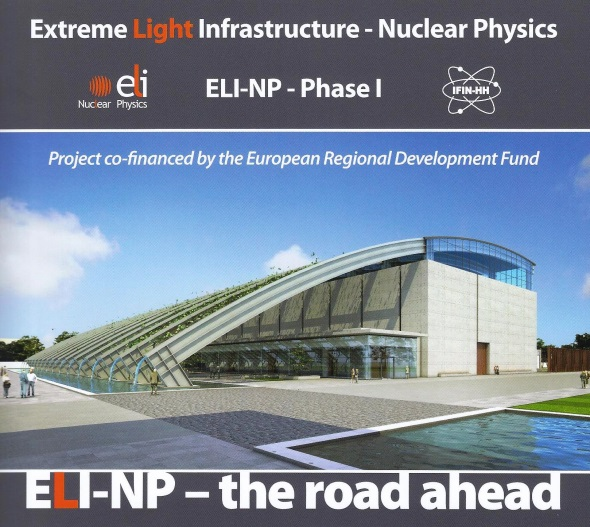 Extreme Light Infrastructure - Nuclear Physics
eli
Nuclear Physics
ELI-NP - Phase I
IFIN-HH
Project co-financed by the European Regional Development Fund
ELI-NP – the road ahead